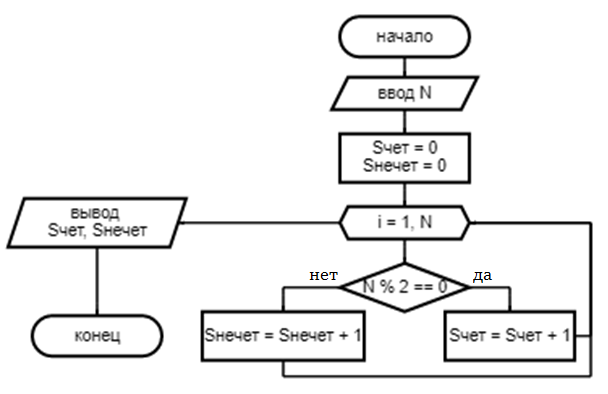 начало
ввод N
Sчет = 0
Sнечет = 0
вывод
Sчет, Sнечет
i = 1, N
нет
N % 2 == 0
да
Sнечет = Sнечет + 1
Sчет = Sчет + 1
конец